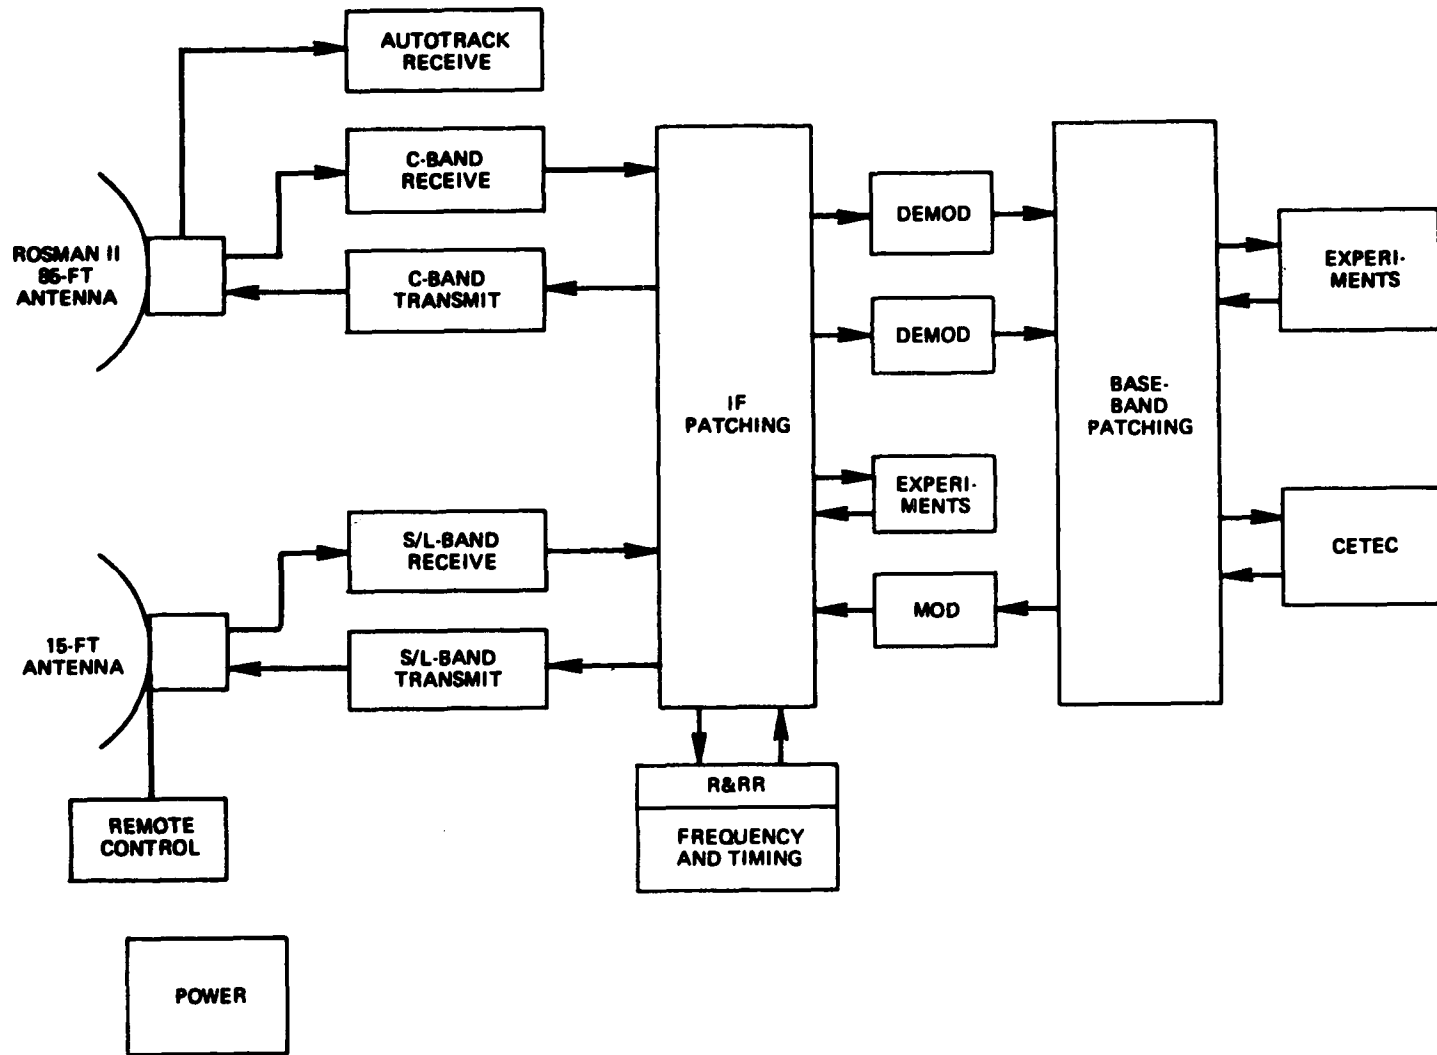 AUTOTRACK
RECEIVE
C-BAND
RECEIVE
ROSMAN II
85-FT
ANTENNA
C-BAND
TRANSMIT
DEMOD
DEMOD
EXPERI-
MENTS
IF
PATCHING
BASE-
BAND
PATCHING
EXPERI-
MENTS
S/L-BAND
RECEIVE
CETEC
MOD
15-FT
ANTENNA
S/L-BAND
TRANSMIT
R&RR
FREQUENCY
AND TIMING
REMOTE
CONTROL
POWER